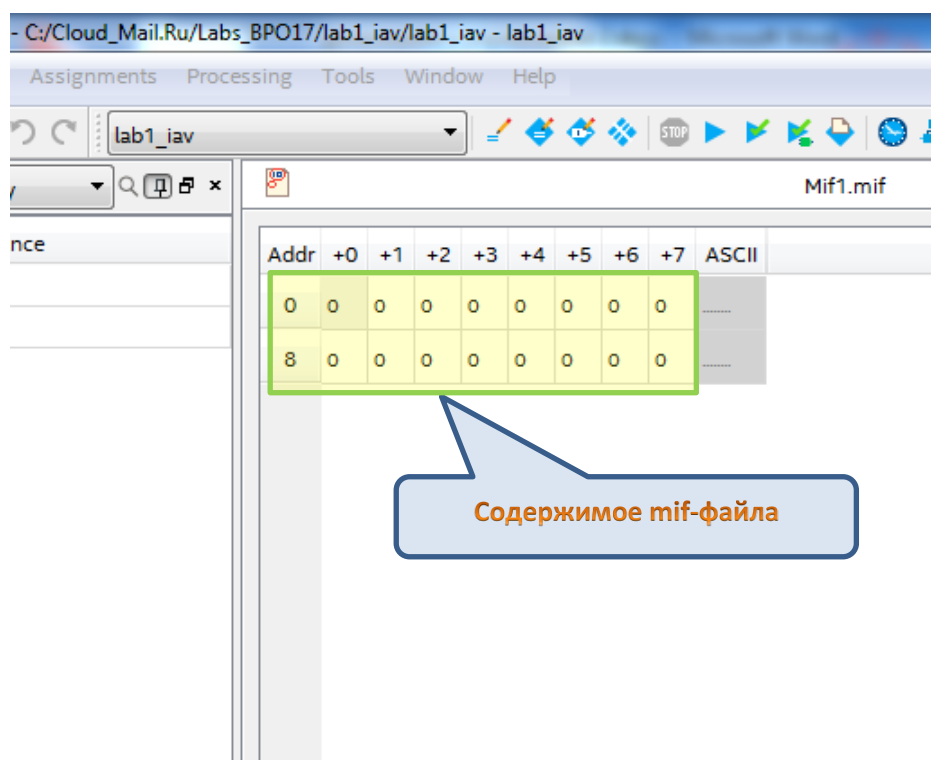 - C:/Cloud_Mail.Ru/Labs_BPO17/lab1_iav/lab1_iav - lab1_iav
Assignments Processing Tools Window Help
lab1_iav STOP
Mif1.mif
nce
Addr +0 +1 +2 +3 +4 +5 +6 +7 ASCII
0 0 0 0 0 0 0 0 0 ........
8 0 0 0 0 0 0 0 0 ........
Содержимое mif-файла